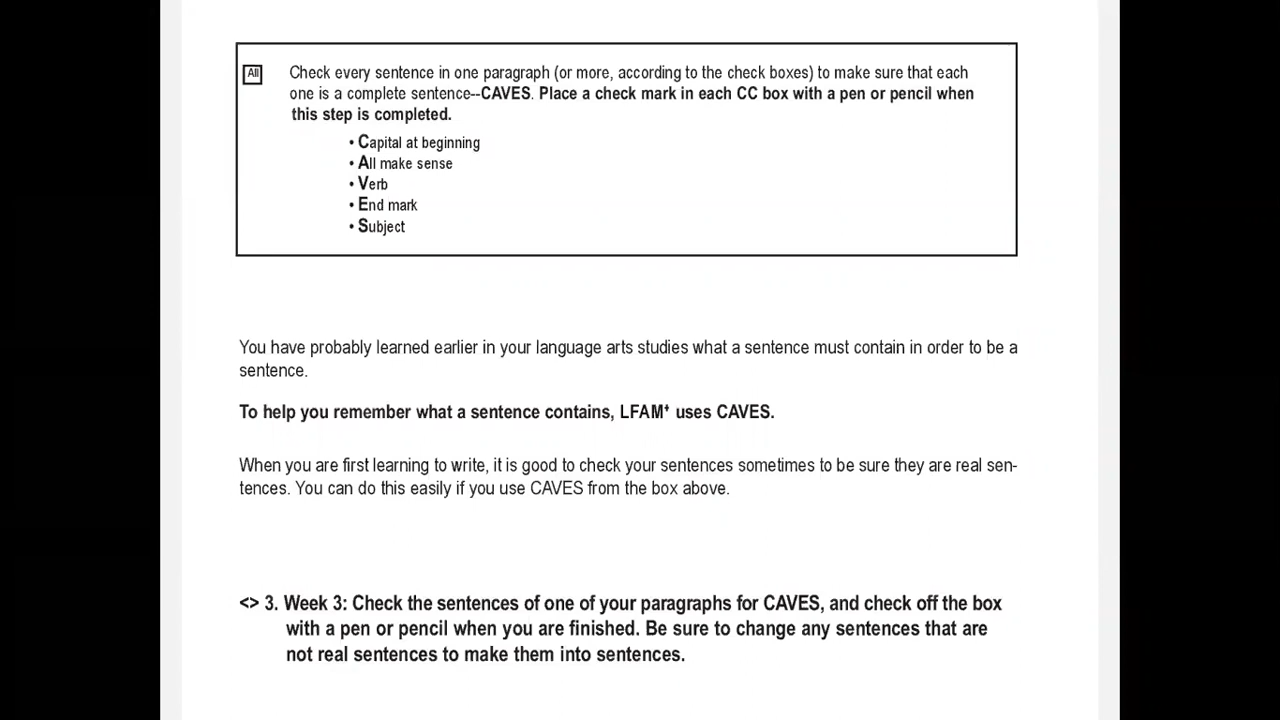 All
Check every sentence in one paragraph (or more, according to the check boxes) to make sure that each
one is a complete sentence--CAVES. Place a check mark in each CC box with a pen or pencil when
this step is completed.
• Capital at beginning
• All make sense
• Verb
• End mark
• Subject
You have probably learned earlier in your language arts studies what a sentence must contain in order to be a
sentence.
To help you remember what a sentence contains, LFAM⁺ uses CAVES.
When you are first learning to write, it is good to check your sentences sometimes to be sure they are real sen-
tences. You can do this easily if you use CAVES from the box above.
<> 3. Week 3: Check the sentences of one of your paragraphs for CAVES, and check off the box
with a pen or pencil when you are finished. Be sure to change any sentences that are
not real sentences to make them into sentences.